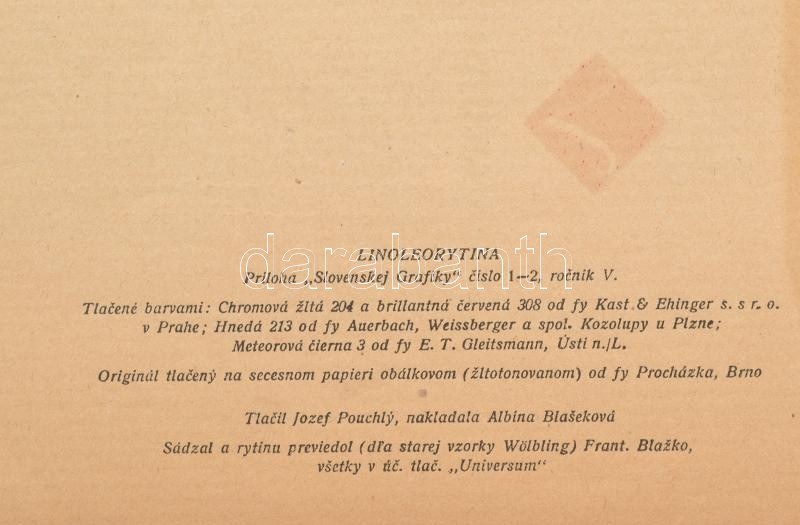 LINOLEORYTINA
Príloha „Slovenskej Grafiky“ číslo 1—2, ročník V.
Tlačené barvami: Chromová žltá 204 a brillantná červená 308 od fy Kast & Ehinger s. s r. o.
v Prahe; Hnedá 213 od fy Auerbach, Weissberger a spol. Kozolupy u Plzne;
Meteorová čierna 3 od fy E. T. Gleitsmann, Ústi n./L.
Originál tlačený na secesnom papieri obálkovom (žltotonovanom) od fy Procházka, Brno
Tlačil Jozef Pouchlý, nakladala Albina Blašeková
Sádzal a rytinu previedol (dľa starej vzorky Wölbling) Frant. Blažko,
všetky v úč. tlač. „Universum“
darabanth